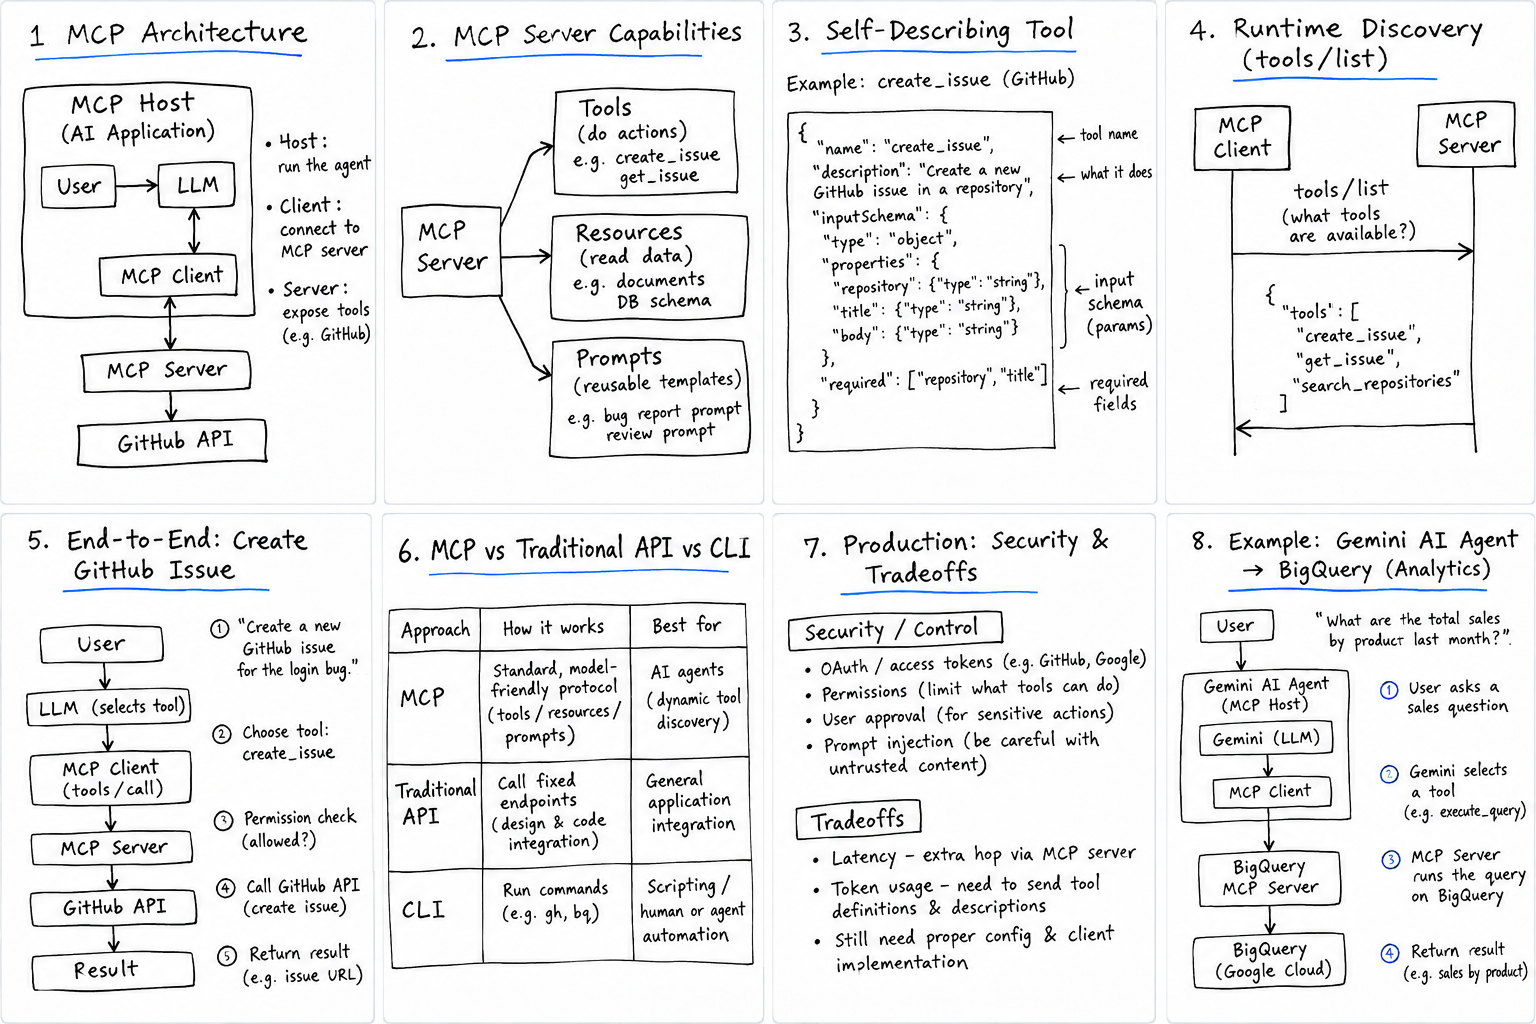 1 MCP Architecture
MCP Host
(AI Application)
User
LLM
MCP Client
MCP Server
GitHub API
• Host:
run the agent
• Client:
connect to
MCP server
• Server:
expose tools
(e.g. GitHub)
2. MCP Server Capabilities
MCP
Server
Tools
(do actions)
e.g. create_issue
get_issue
Resources
(read data)
e.g. documents
DB schema
Prompts
(reusable templates)
e.g. bug report prompt
review prompt
3. Self-Describing Tool
Example: create_issue (GitHub)
{
"name": "create_issue",
"description": "Create a new
GitHub issue in a repository",
"inputSchema": {
"type": "object",
"properties": {
"repository": {"type": "string"},
"title": {"type": "string"},
"body": {"type": "string"}
},
"required": ["repository", "title"]
}
}
← tool name
← what it does
← input
schema
(params)
← required
fields
4. Runtime Discovery
(tools/list)
MCP
Client
MCP
Server
tools/list
(what tools
are available?)
{
"tools": [
"create_issue",
"get_issue",
"search_repositories"
]
5. End-to-End: Create
GitHub Issue
User
LLM (selects tool)
MCP Client
(tools/call)
MCP Server
GitHub API
Result
① "Create a new
GitHub issue
for the login bug."
② Choose tool:
create_issue
③ Permission check
(allowed?)
④ Call GitHub API
(create issue)
⑤ Return result
(e.g. issue URL)
6. MCP vs Traditional API vs CLI
Approach
How it works
Best for
MCP
Standard, model-
friendly protocol
(tools/resources/
prompts)
AI agents
(dynamic tool
discovery)
Traditional
API
Call fixed
endpoints
(design & code
integration)
General
application
integration
CLI
Run commands
(e.g. gh, bq)
Scripting /
human or agent
automation
7. Production: Security &
Tradeoffs
Security / Control
• OAuth / access tokens (e.g. GitHub, Google)
• Permissions (limit what tools can do)
• User approval (for sensitive actions)
• Prompt injection (be careful with
untrusted content)
Tradeoffs
• Latency – extra hop via MCP server
• Token usage – need to send tool
definitions & descriptions
• Still need proper config & client
implementation
8. Example: Gemini AI Agent
→ BigQuery (Analytics)
User
"What are the total sales
by product last month?".
Gemini AI Agent
(MCP Host)
Gemini (LLM)
MCP Client
BigQuery
MCP Server
BigQuery
(Google Cloud)
① User asks a
sales question
② Gemini selects
a tool
(e.g. execute_query)
③ MCP Server
runs the query
on BigQuery
④ Return result
(e.g. sales by product)